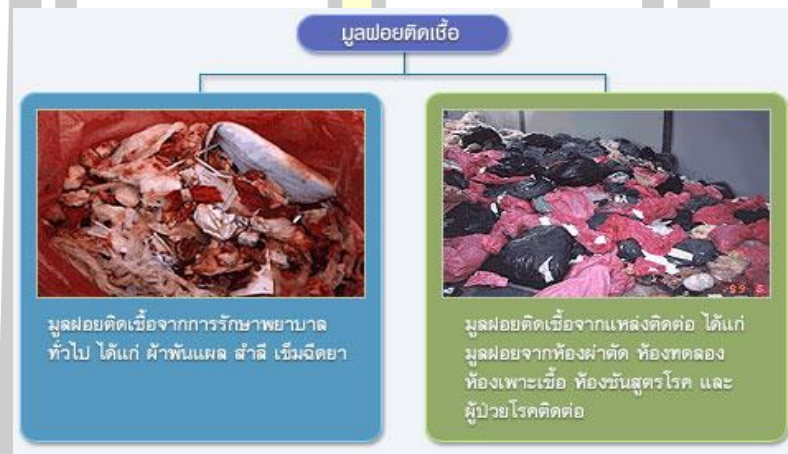 มูลฝอยติดเชื้อ
มูลฝอยติดเชื้อจากการรักษาพยาบาล
ทั่วไป ได้แก่ ผ้าพันแผล สำลี เข็มฉีดยา
มูลฝอยติดเชื้อจากแหล่งติดต่อ ได้แก่
มูลฝอยจากห้องผ่าตัด ห้องทดลอง
ห้องเพาะเชื้อ ห้องชันสูตรโรค และ
ผู้ป่วยโรคติดต่อ